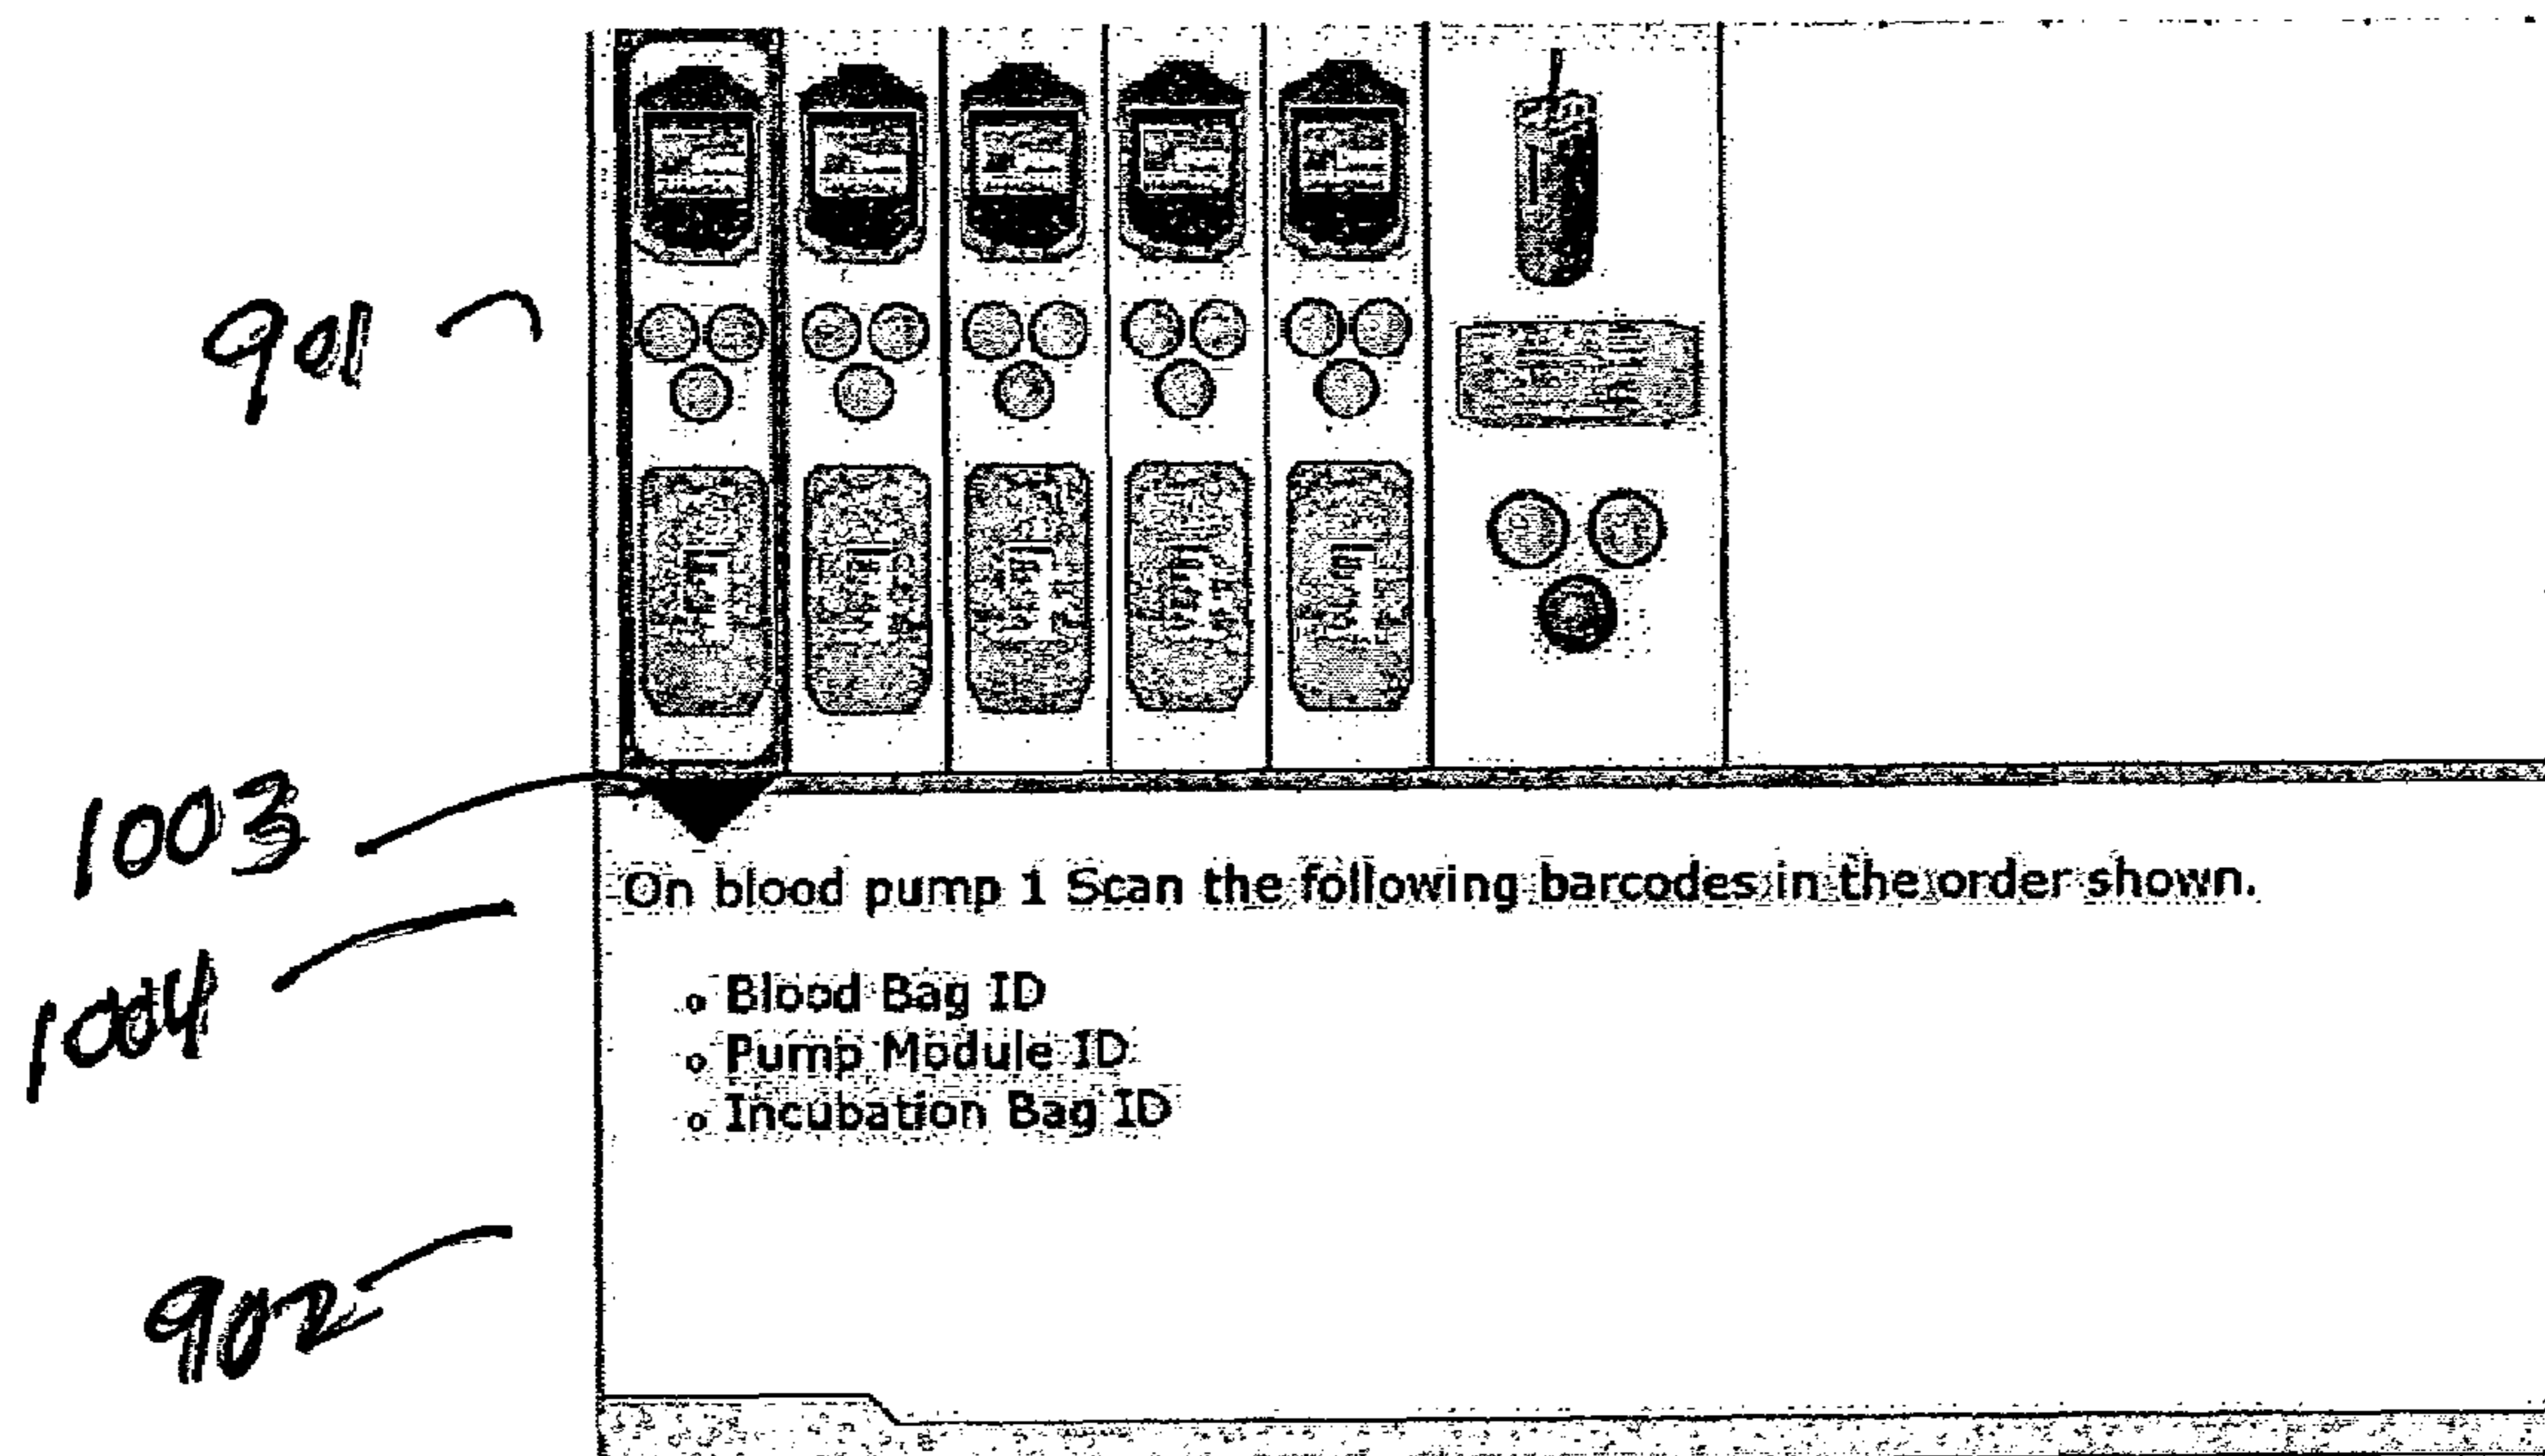 901
1003
On blood pump 1 Scan the following barcodes in the order shown.
1004
o Blood Bag ID
o Pump Module ID
o Incubation Bag ID
902